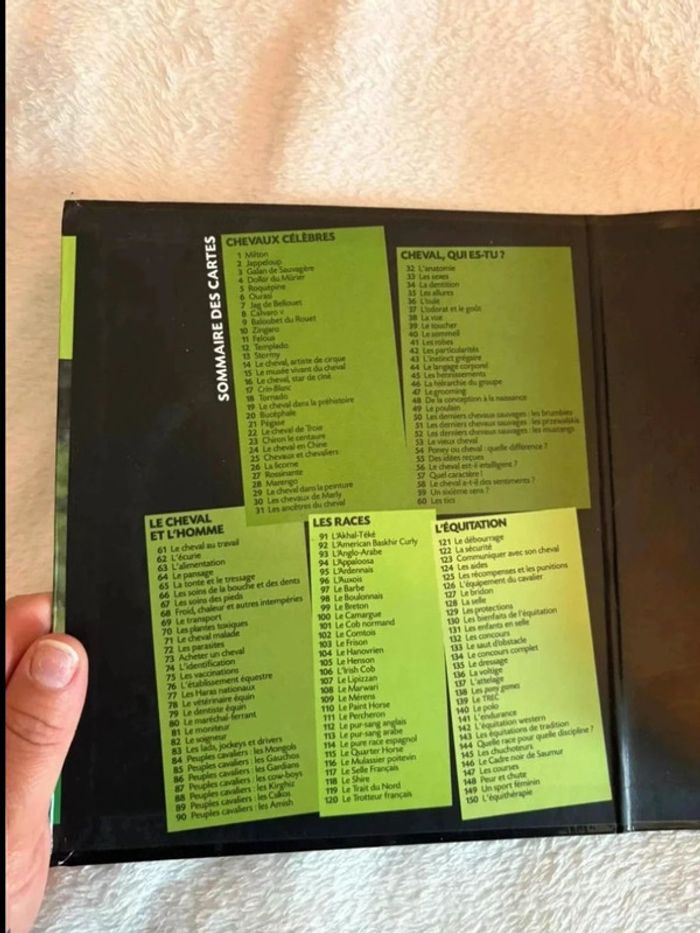 SOMMAIRE DES CARTES
CHEVAUX CÉLÈBRES
1 Milton
2 Jappeloup
3 Galan de Sauvagère
4 Dollar du Mûrier
5 Roquépine
6 Ourasi
7 Jag de Bellouet
8 Calvaro V
9 Baloubet du Rouet
10 Zingaro
11 Felous
12 Templado
13 Stormy
14 Le cheval, artiste de cirque
15 Le musée vivant du cheval
16 Le cheval, star de ciné
17 Crin-Blanc
18 Tornado
19 Le cheval dans la préhistoire
20 Bucéphale
21 Pégase
22 Le cheval de Troie
23 Chiron le centaure
24 Le cheval en Chine
25 Chevaux et chevaliers
26 La licorne
27 Rossinante
28 Marengo
29 Le cheval dans la peinture
30 Les chevaux de Marly
31 Les ancêtres du cheval
CHEVAL, QUI ES-TU ?
32 L'anatomie
33 Les sexes
34 La dentition
35 Les allures
36 L'ouïe
37 L'odorat et le goût
38 La vue
39 Le toucher
40 Le sommeil
41 Les robes
42 Les particularités
43 L'instinct grégaire
44 Le langage corporel
45 Les hennissements
46 La hiérarchie du groupe
47 Le grooming
48 De la conception à la naissance
49 Le poulain
50 Les derniers chevaux sauvages : les brumbies
51 Les derniers chevaux sauvages : les przewalskis
52 Les derniers chevaux sauvages : les mustangs
53 Le vieux cheval
54 Poney ou cheval : quelle différence ?
55 Des idées reçues
56 Le cheval est-il intelligent ?
57 Quel caractère !
58 Le cheval a-t-il des sentiments ?
59 Un sixième sens ?
60 Les tics
LE CHEVAL
ET L'HOMME
61 Le cheval au travail
62 L'écurie
63 L'alimentation
64 Le pansage
65 La tonte et le tressage
66 Les soins de la bouche et des dents
67 Les soins des pieds
68 Froid, chaleur et autres intempéries
69 Le transport
70 Les plantes toxiques
71 Le cheval malade
72 Les parasites
73 Acheter un cheval
74 L'identification
75 Les vaccinations
76 L'établissement équestre
77 Les Haras nationaux
78 Le vétérinaire équin
79 Le dentiste équin
80 Le maréchal-ferrant
81 Le moniteur
82 Le soigneur
83 Les lads, jockeys et drivers
84 Peuples cavaliers : les Mongols
85 Peuples cavaliers : les Gauchos
86 Peuples cavaliers : les Gardians
87 Peuples cavaliers : les cow-boys
88 Peuples cavaliers : les Kirghiz
89 Peuples cavaliers : les Csikos
90 Peuples cavaliers : les Amish
LES RACES
91 L'Akhal-Téké
92 L'American Baskhir Curly
93 L'Anglo-Arabe
94 L'Appaloosa
95 L'Ardennais
96 L'Auxois
97 Le Barbe
98 Le Boulonnais
99 Le Breton
100 Le Camargue
101 Le Cob normand
102 Le Comtois
103 Le Frison
104 Le Hanovrien
105 Le Henson
106 L'Irish Cob
107 Le Lipizzan
108 Le Marwari
109 Le Mérens
110 Le Paint Horse
111 Le Percheron
112 Le pur-sang anglais
113 Le pur-sang arabe
114 Le pure race espagnol
115 Le Quarter Horse
116 Le Mulassier poitevin
117 Le Selle Français
118 Le Shire
119 Le Trait du Nord
120 Le Trotteur français
L'ÉQUITATION
121 Le débourrage
122 La sécurité
123 Communiquer avec son cheval
124 Les aides
125 Les récompenses et les punitions
126 L'équipement du cavalier
127 Le bridon
128 La selle
129 Les protections
130 Les bienfaits de l'équitation
131 Les enfants en selle
132 Les concours
133 Le saut d'obstacle
134 Le concours complet
135 Le dressage
136 La voltige
137 L'attelage
138 Les pony games
139 Le TREC
140 Le polo
141 L'endurance
142 L'équitation western
143 Les équitations de tradition
144 Quelle race pour quelle discipline ?
145 Les chuchoteurs
146 Le Cadre noir de Saumur
147 Les courses
148 Peur et chute
149 Un sport féminin
150 L'équithérapie